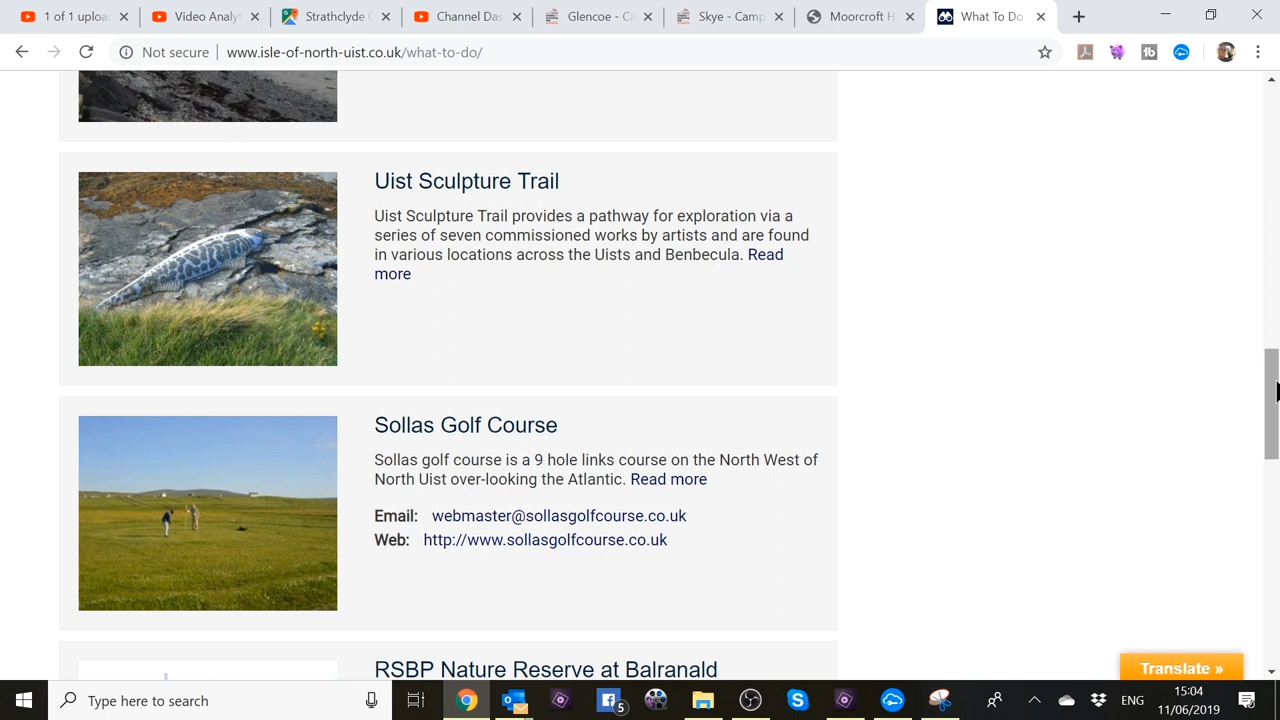 1 of 1 uploa
Video Analy
Strathclyde C
Channel Das
Glencoe - Ca
Skye - Camp
Moorcroft H
What To Do
Not secure
www.isle-of-north-uist.co.uk/what-to-do/
Uist Sculpture Trail
Uist Sculpture Trail provides a pathway for exploration via a
series of seven commissioned works by artists and are found
in various locations across the Uists and Benbecula. Read
more
Sollas Golf Course
Sollas golf course is a 9 hole links course on the North West of
North Uist over-looking the Atlantic. Read more
Email: webmaster@sollasgolfcourse.co.uk
Web: http://www.sollasgolfcourse.co.uk
RSBP Nature Reserve at Balranald
Translate »
Type here to search
5
ENG
15:04
11/06/2019